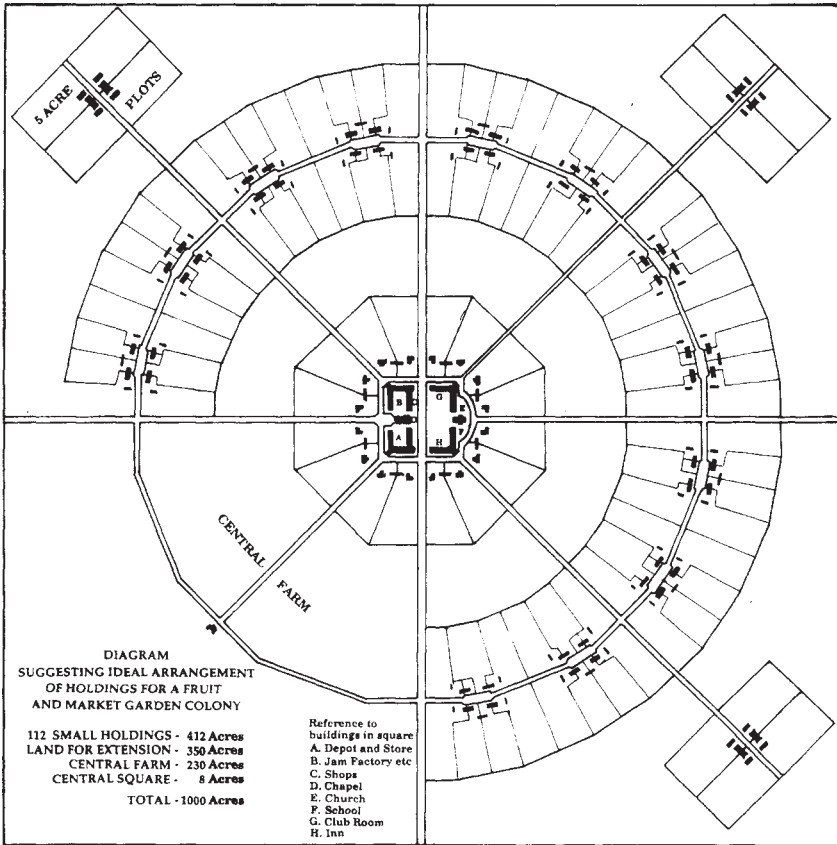 5 ACRE PLOTS
B
G
E
F
A
H
CENTRAL
FARM
DIAGRAM
SUGGESTING IDEAL ARRANGEMENT
OF HOLDINGS FOR A FRUIT
AND MARKET GARDEN COLONY
112 SMALL HOLDINGS - 412 Acres
LAND FOR EXTENSION - 350 Acres
CENTRAL FARM - 230 Acres
CENTRAL SQUARE - 8 Acres
TOTAL - 1000 Acres
Reference to
buildings in square
A. Depot and Store
B. Jam Factory etc
C. Shops
D. Chapel
E. Church
F. School
G. Club Room
H. Inn